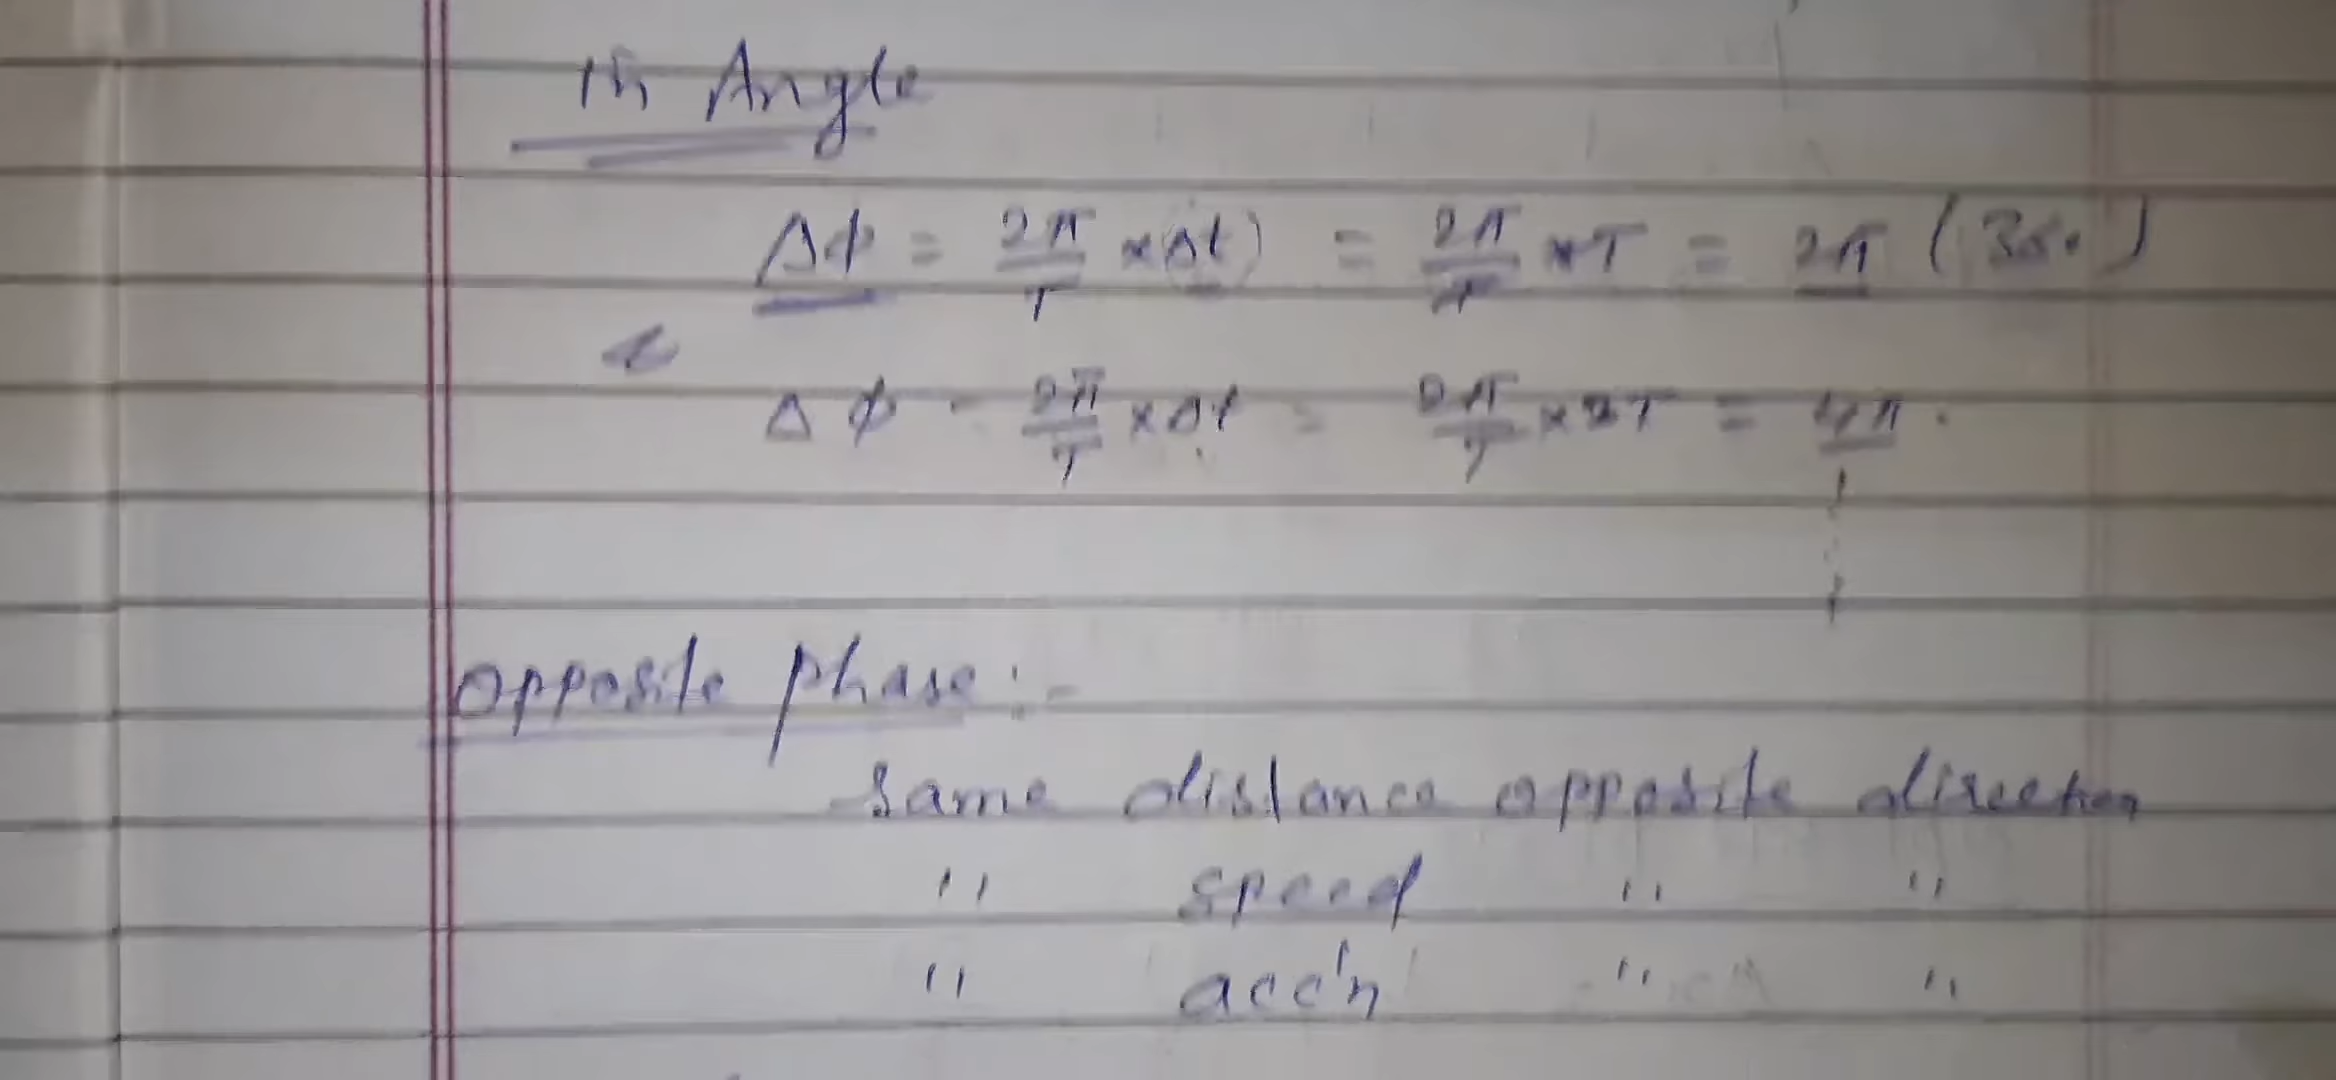 In Angle
Δϕ = 2π/T × (Δt) = 2π/T × T = 2π (360)
Δϕ = 2π/T × Δt = 2π/T × 2T = 4π.
opposite phase :-
same distance opposite direction
" speed " "
" acc'n " "